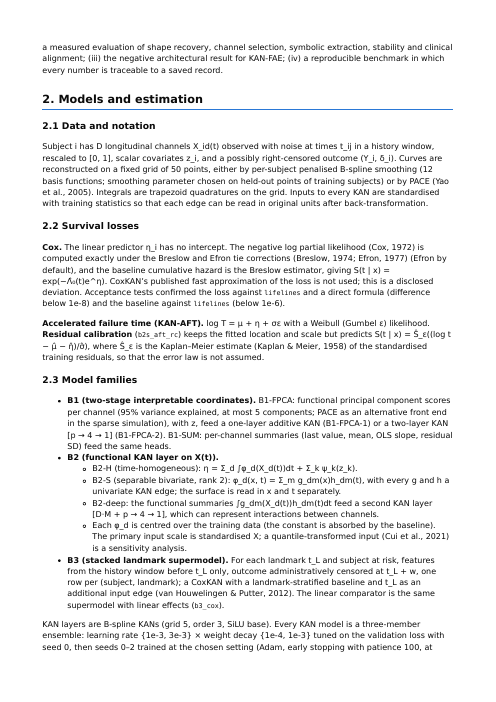 a measured evaluation of shape recovery, channel selection, symbolic extraction, stability and clinical
alignment; (iii) the negative architectural result for KAN-FAE; (iv) a reproducible benchmark in which
every number is traceable to a saved record.
2. Models and estimation
2.1 Data and notation
Subject i has D longitudinal channels X_id(t) observed with noise at times t_ij in a history window,
rescaled to [0, 1], scalar covariates z_i, and a possibly right-censored outcome (Y_i, δ_i). Curves are
reconstructed on a fixed grid of 50 points, either by per-subject penalised B-spline smoothing (12
basis functions; smoothing parameter chosen on held-out points of training subjects) or by PACE (Yao
et al., 2005). Integrals are trapezoid quadratures on the grid. Inputs to every KAN are standardised
with training statistics so that each edge can be read in original units after back-transformation.
2.2 Survival losses
Cox. The linear predictor η_i has no intercept. The negative log partial likelihood (Cox, 1972) is
computed exactly under the Breslow and Efron tie corrections (Breslow, 1974; Efron, 1977) (Efron by
default), and the baseline cumulative hazard is the Breslow estimator, giving S(t | x) =
exp(−Λ̂₀(t)e^η). CoxKAN's published fast approximation of the loss is not used; this is a disclosed
deviation. Acceptance tests confirmed the loss against lifelines and a direct formula (difference
below 1e-8) and the baseline against lifelines (below 1e-6).
Accelerated failure time (KAN-AFT). log T = μ + η + σε with a Weibull (Gumbel ε) likelihood.
Residual calibration (b2s_aft_rc) keeps the fitted location and scale but predicts S(t | x) = Ŝ_ε((log t
− μ̂ − η̂)/σ̂), where Ŝ_ε is the Kaplan–Meier estimate (Kaplan & Meier, 1958) of the standardised
training residuals, so that the error law is not assumed.
2.3 Model families
• B1 (two-stage interpretable coordinates). B1-FPCA: functional principal component scores
per channel (95% variance explained, at most 5 components; PACE as an alternative front end
in the sparse simulation), with z, feed a one-layer additive KAN (B1-FPCA-1) or a two-layer KAN
[p → 4 → 1] (B1-FPCA-2). B1-SUM: per-channel summaries (last value, mean, OLS slope, residual
SD) feed the same heads.
• B2 (functional KAN layer on X(t)).
◦ B2-H (time-homogeneous): η = Σ_d ∫φ_d(X_d(t))dt + Σ_k ψ_k(z_k).
◦ B2-S (separable bivariate, rank 2): φ_d(x, t) = Σ_m g_dm(x)h_dm(t), with every g and h a
univariate KAN edge; the surface is read in x and t separately.
◦ B2-deep: the functional summaries ∫g_dm(X_d(t))h_dm(t)dt feed a second KAN layer
[D·M + p → 4 → 1], which can represent interactions between channels.
◦ Each φ_d is centred over the training data (the constant is absorbed by the baseline).
The primary input scale is standardised X; a quantile-transformed input (Cui et al., 2021)
is a sensitivity analysis.
• B3 (stacked landmark supermodel). For each landmark t_L and subject at risk, features
from the history window before t_L only, outcome administratively censored at t_L + w, one
row per (subject, landmark); a CoxKAN with a landmark-stratified baseline and t_L as an
additional input edge (van Houwelingen & Putter, 2012). The linear comparator is the same
supermodel with linear effects (b3_cox).
KAN layers are B-spline KANs (grid 5, order 3, SiLU base). Every KAN model is a three-member
ensemble: learning rate {1e-3, 3e-3} × weight decay {1e-4, 1e-3} tuned on the validation loss with
seed 0, then seeds 0–2 trained at the chosen setting (Adam, early stopping with patience 100, at